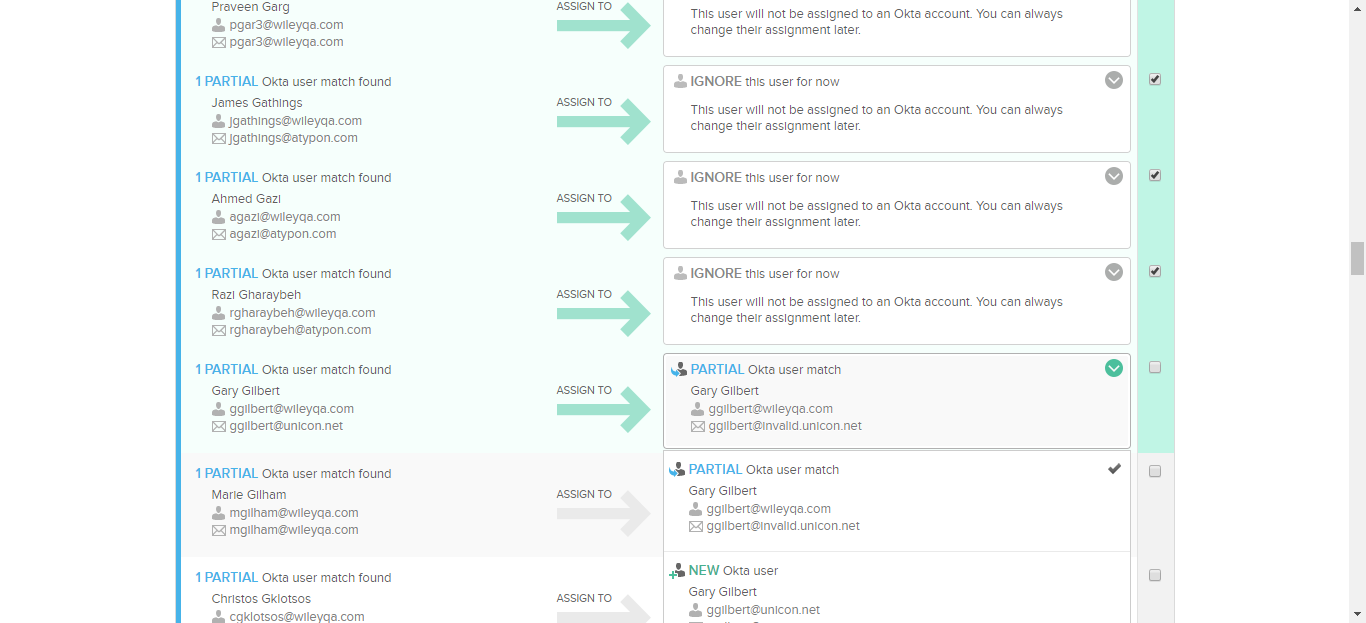 Praveen Garg
pgar3@wileyqa.com
pgar3@wileyqa.com
ASSIGN TO
This user will not be assigned to an Okta account. You can always
change their assignment later.
1 PARTIAL Okta user match found
James Gathings
jgathings@wileyqa.com
jgathings@atypon.com
ASSIGN TO
IGNORE this user for now
This user will not be assigned to an Okta account. You can always
change their assignment later.
1 PARTIAL Okta user match found
Ahmed Gazi
agazi@wileyqa.com
agazi@atypon.com
ASSIGN TO
IGNORE this user for now
This user will not be assigned to an Okta account. You can always
change their assignment later.
1 PARTIAL Okta user match found
Razi Gharaybeh
rgharaybeh@wileyqa.com
rgharaybeh@atypon.com
ASSIGN TO
IGNORE this user for now
This user will not be assigned to an Okta account. You can always
change their assignment later.
1 PARTIAL Okta user match found
Gary Gilbert
ggilbert@wileyqa.com
ggilbert@unicon.net
ASSIGN TO
PARTIAL Okta user match
Gary Gilbert
ggilbert@wileyqa.com
ggilbert@invalid.unicon.net
1 PARTIAL Okta user match found
Marie Gilham
mgilham@wileyqa.com
mgilham@wileyqa.com
ASSIGN TO
PARTIAL Okta user match
Gary Gilbert
ggilbert@wileyqa.com
ggilbert@invalid.unicon.net
1 PARTIAL Okta user match found
Christos Gklotsos
cgklotsos@wileyqa.com
ASSIGN TO
NEW Okta user
Gary Gilbert
ggilbert@unicon.net